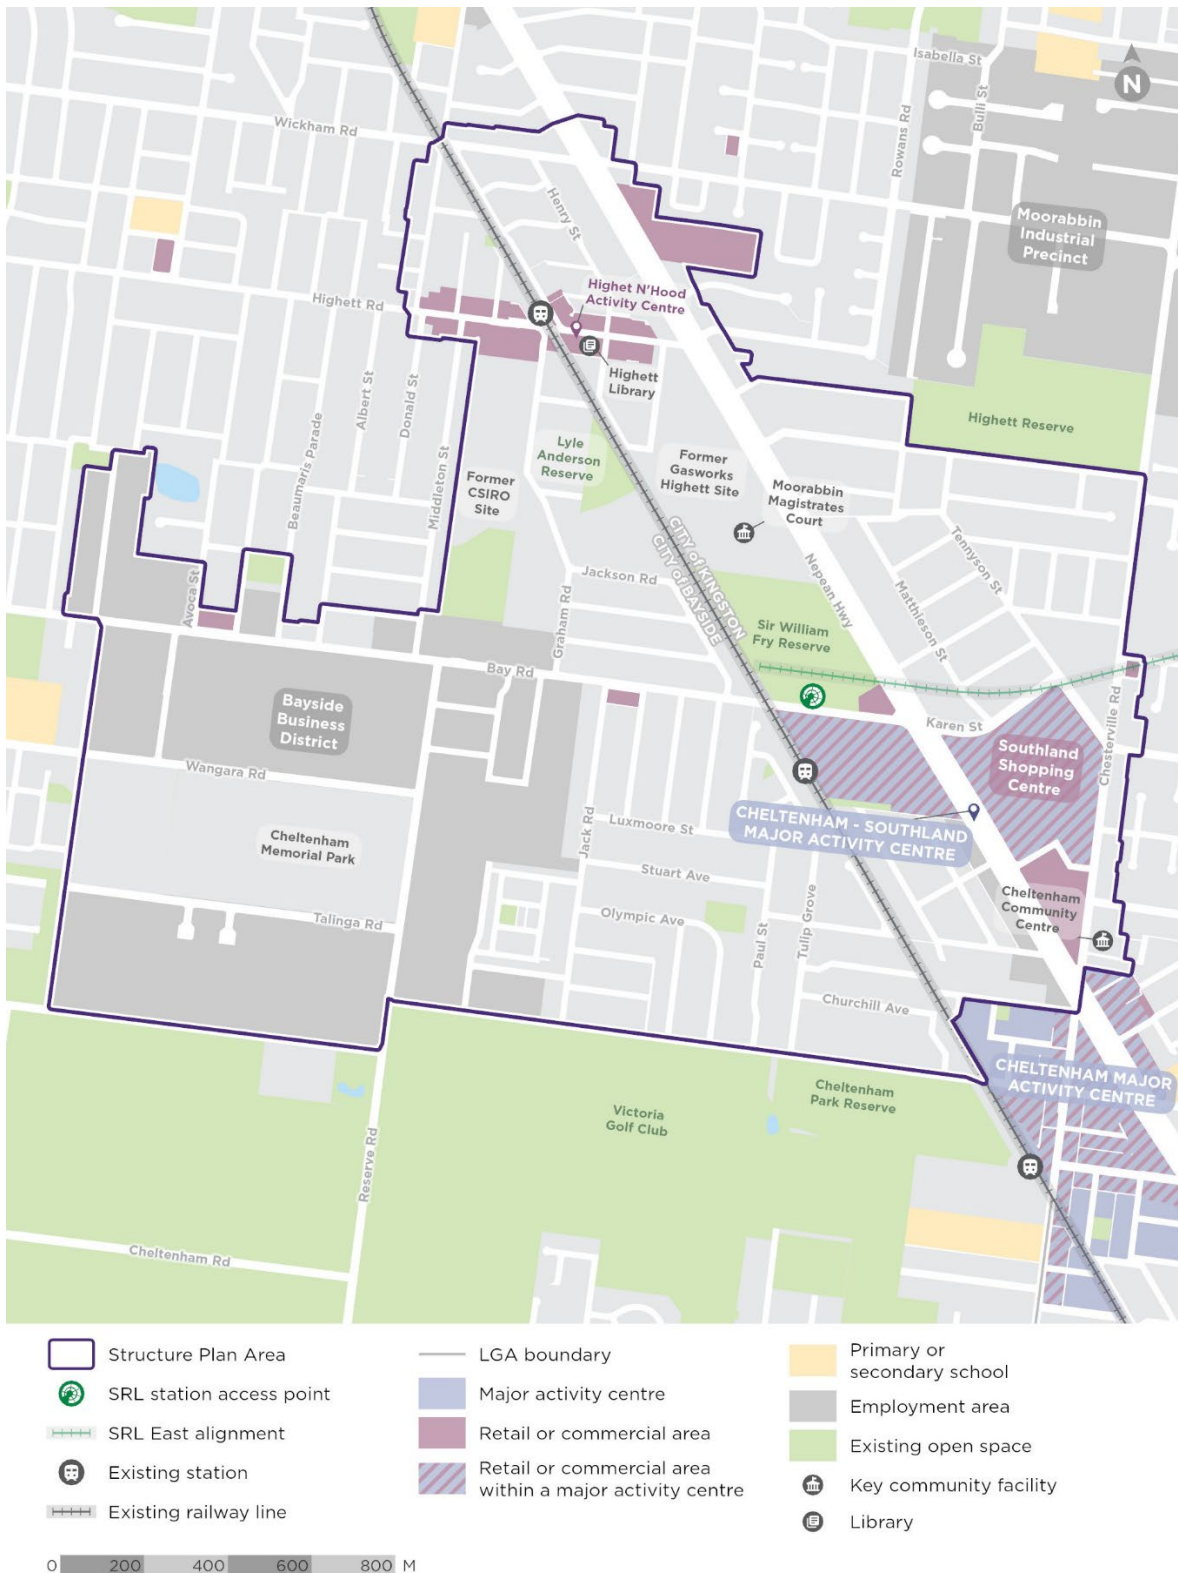 Isabella St
N
Bulli St
Rowans Rd
Wickham Rd
Henry St
Moorabbin
Industrial
Precinct
Highet N'Hood
Activity Centre
Highett Rd
Highett
Library
Albert St
Donald St
Beaumaris Parade
Middleton St
Highett Reserve
Lyle
Anderson
Reserve
Former
CSIRO
Site
Former
Gasworks
Highett Site
Moorabbin
Magistrates
Court
CITY of KINGSTON
CITY of BAYSIDE
Nepean Hwy
Tennyson St
Matthieson St
Avoca St
Jackson Rd
Graham Rd
Sir William
Fry Reserve
Bay Rd
Bayside
Business
District
Karen St
Chesterville Rd
Southland
Shopping
Centre
Wangara Rd
CHELTENHAM - SOUTHLAND
MAJOR ACTIVITY CENTRE
Cheltenham
Memorial Park
Jack Rd
Luxmoore St
Stuart Ave
Olympic Ave
Paul St
Tulip Grove
Cheltenham
Community
Centre
Talinga Rd
Churchill Ave
CHELTENHAM MAJOR
ACTIVITY CENTRE
Cheltenham
Park Reserve
Victoria
Golf Club
Reserve Rd
Cheltenham Rd
Structure Plan Area
SRL station access point
SRL East alignment
Existing station
Existing railway line
LGA boundary
Major activity centre
Retail or commercial area
Retail or commercial area
within a major activity centre
Primary or
secondary school
Employment area
Existing open space
Key community facility
Library
0 200 400 600 800 M